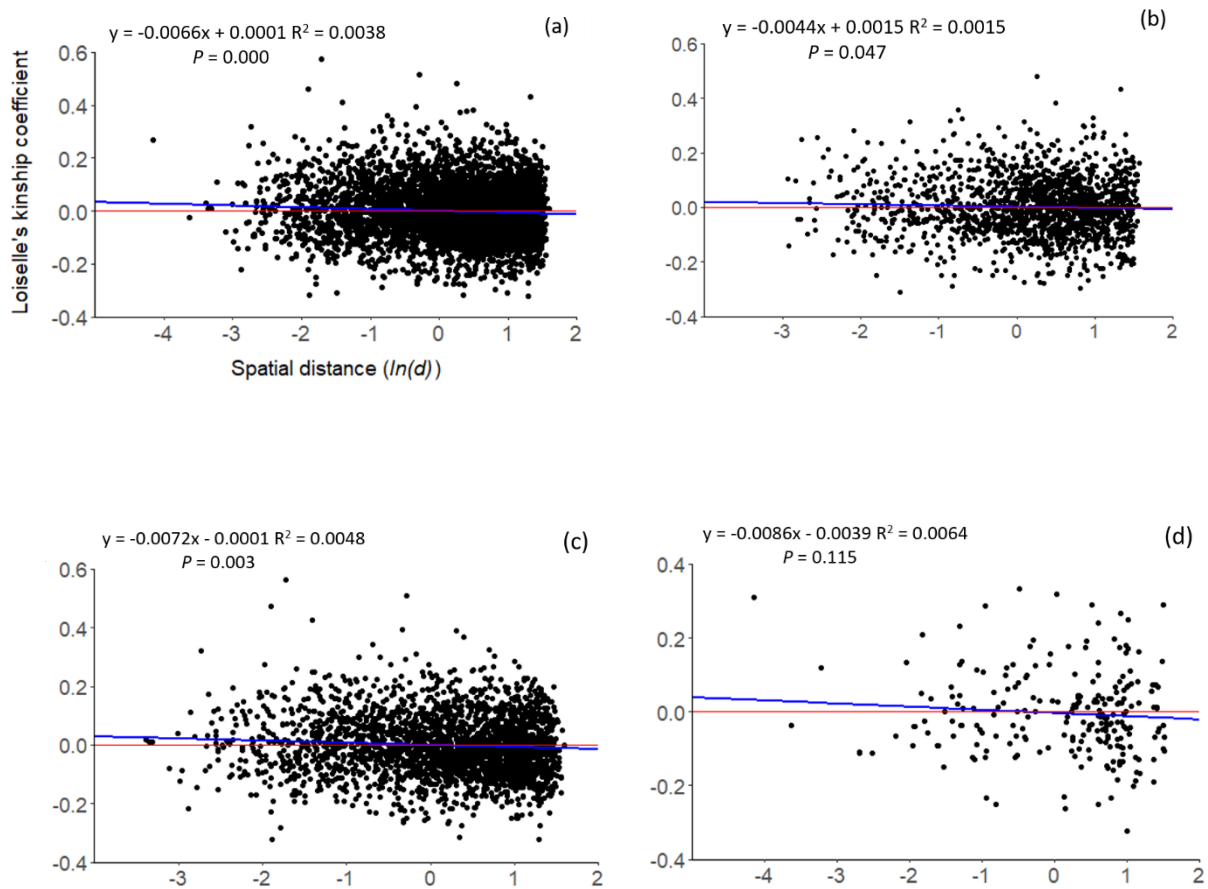 y = -0.0066x + 0.0001 R² = 0.0038
P = 0.000
(a)
0.6
0.4
0.2
0.0
-0.2
-0.4
Loiselle's kinship coefficient
-4 -3 -2 -1 0 1 2
Spatial distance (ln(d))
y = -0.0044x + 0.0015 R² = 0.0015
P = 0.047
(b)
0.6
0.4
0.2
0.0
-0.2
-0.4
-3 -2 -1 0 1 2
y = -0.0072x - 0.0001 R² = 0.0048
P = 0.003
(c)
0.6
0.4
0.2
0.0
-0.2
-0.4
-3 -2 -1 0 1 2
y = -0.0086x - 0.0039 R² = 0.0064
P = 0.115
(d)
0.4
0.2
0.0
-0.2
-0.4
-4 -3 -2 -1 0 1 2